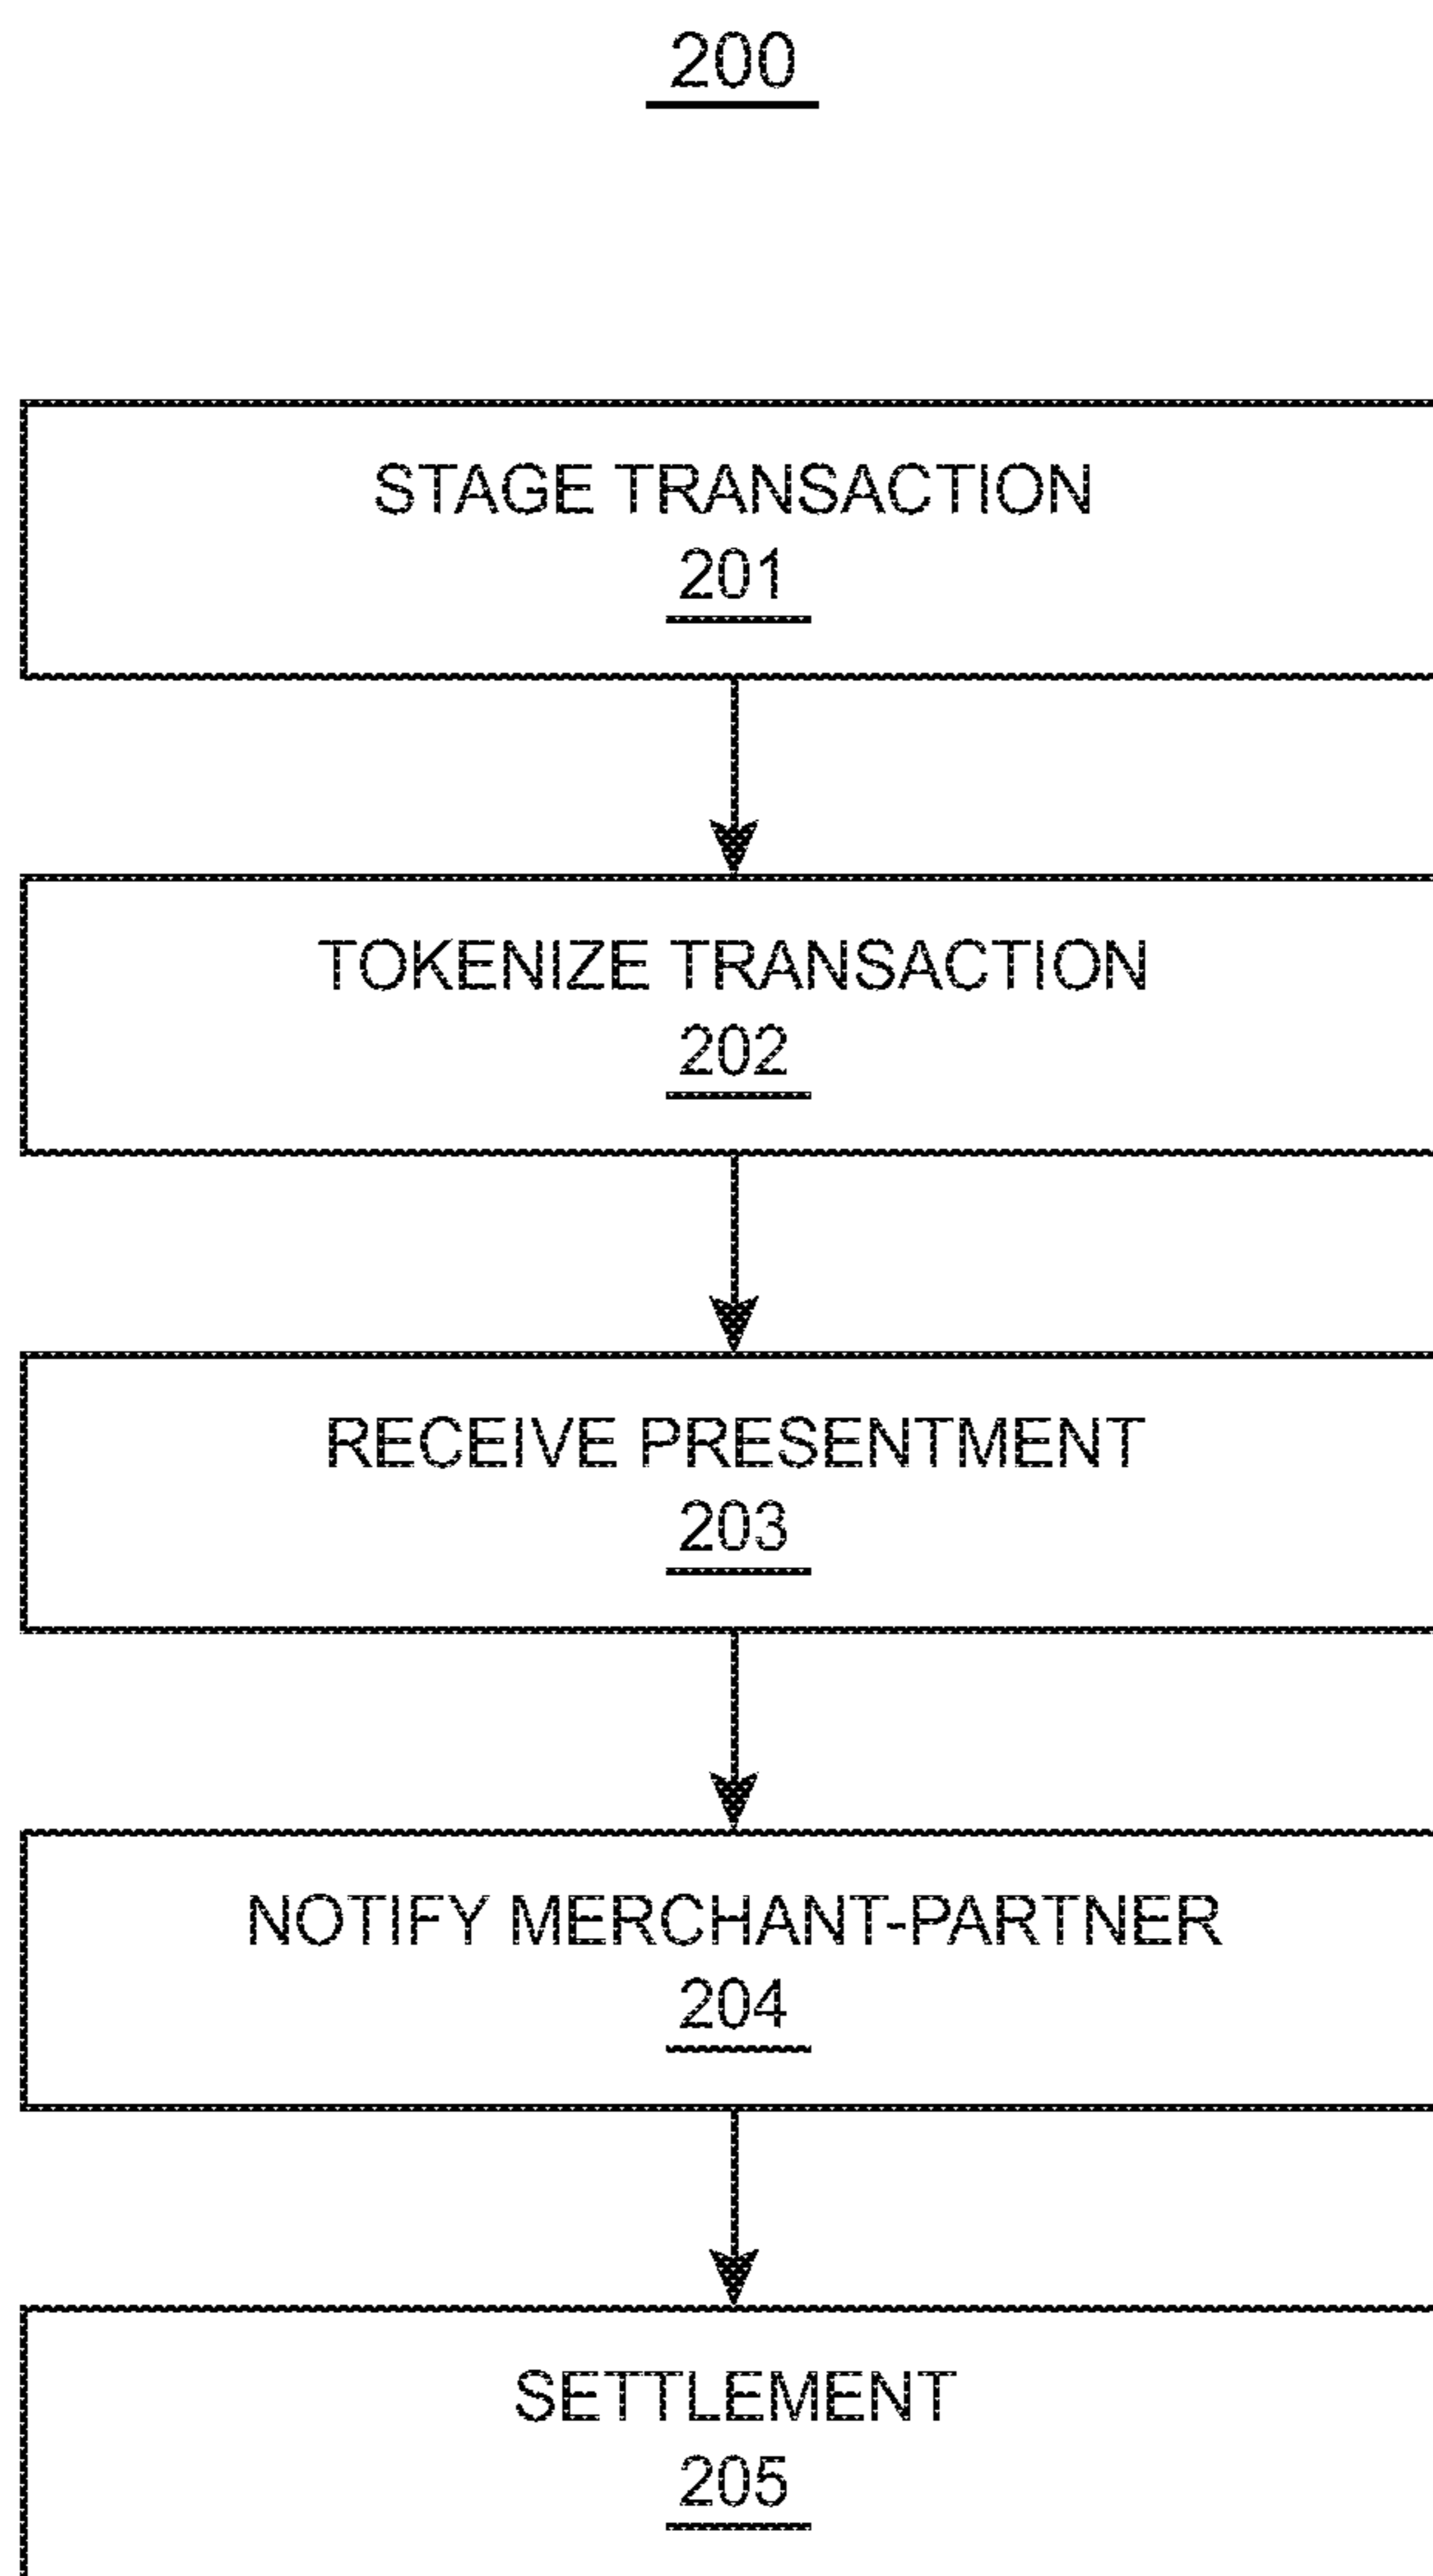 200
STAGE TRANSACTION
201
TOKENIZE TRANSACTION
202
RECEIVE PRESENTMENT
203
NOTIFY MERCHANT-PARTNER
204
SETTLEMENT
205